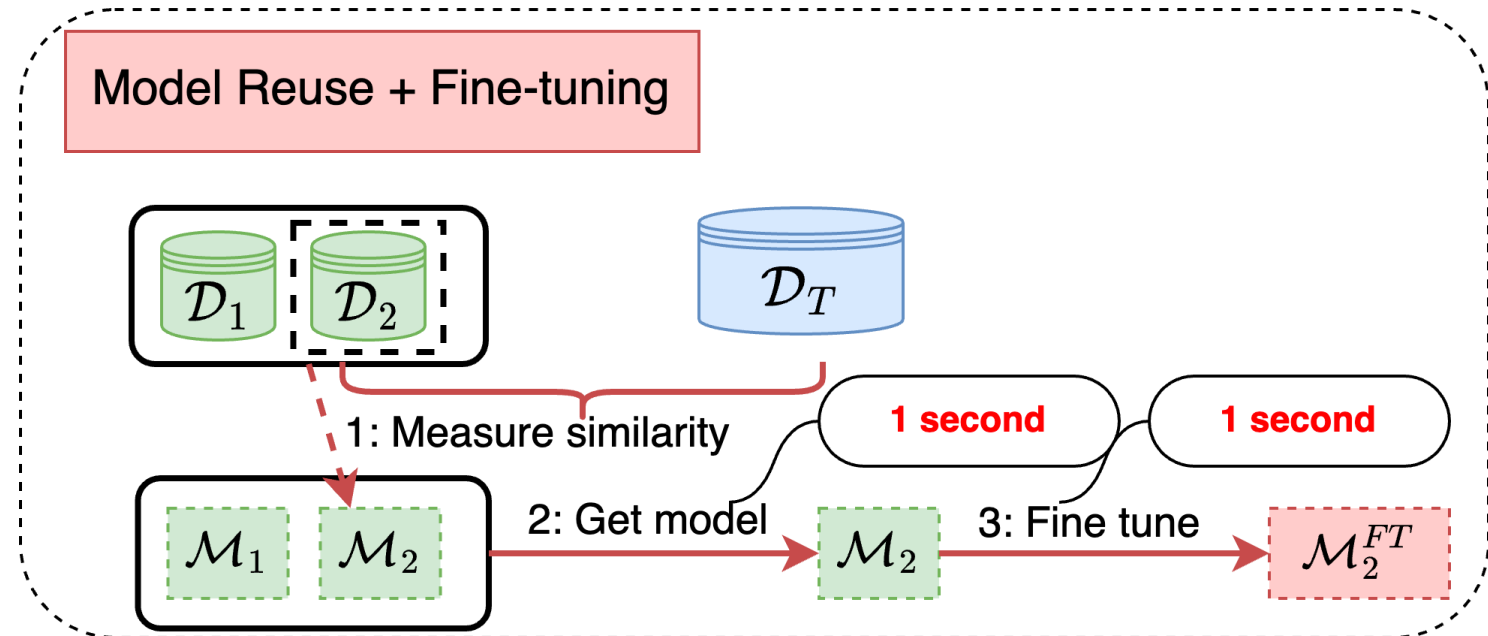 Model Reuse + Fine-tuning
𝒟₁
𝒟₂
𝒟_T
1: Measure similarity
1 second
1 second
ℳ₁
ℳ₂
2: Get model
ℳ₂
3: Fine tune
ℳ₂^{FT}